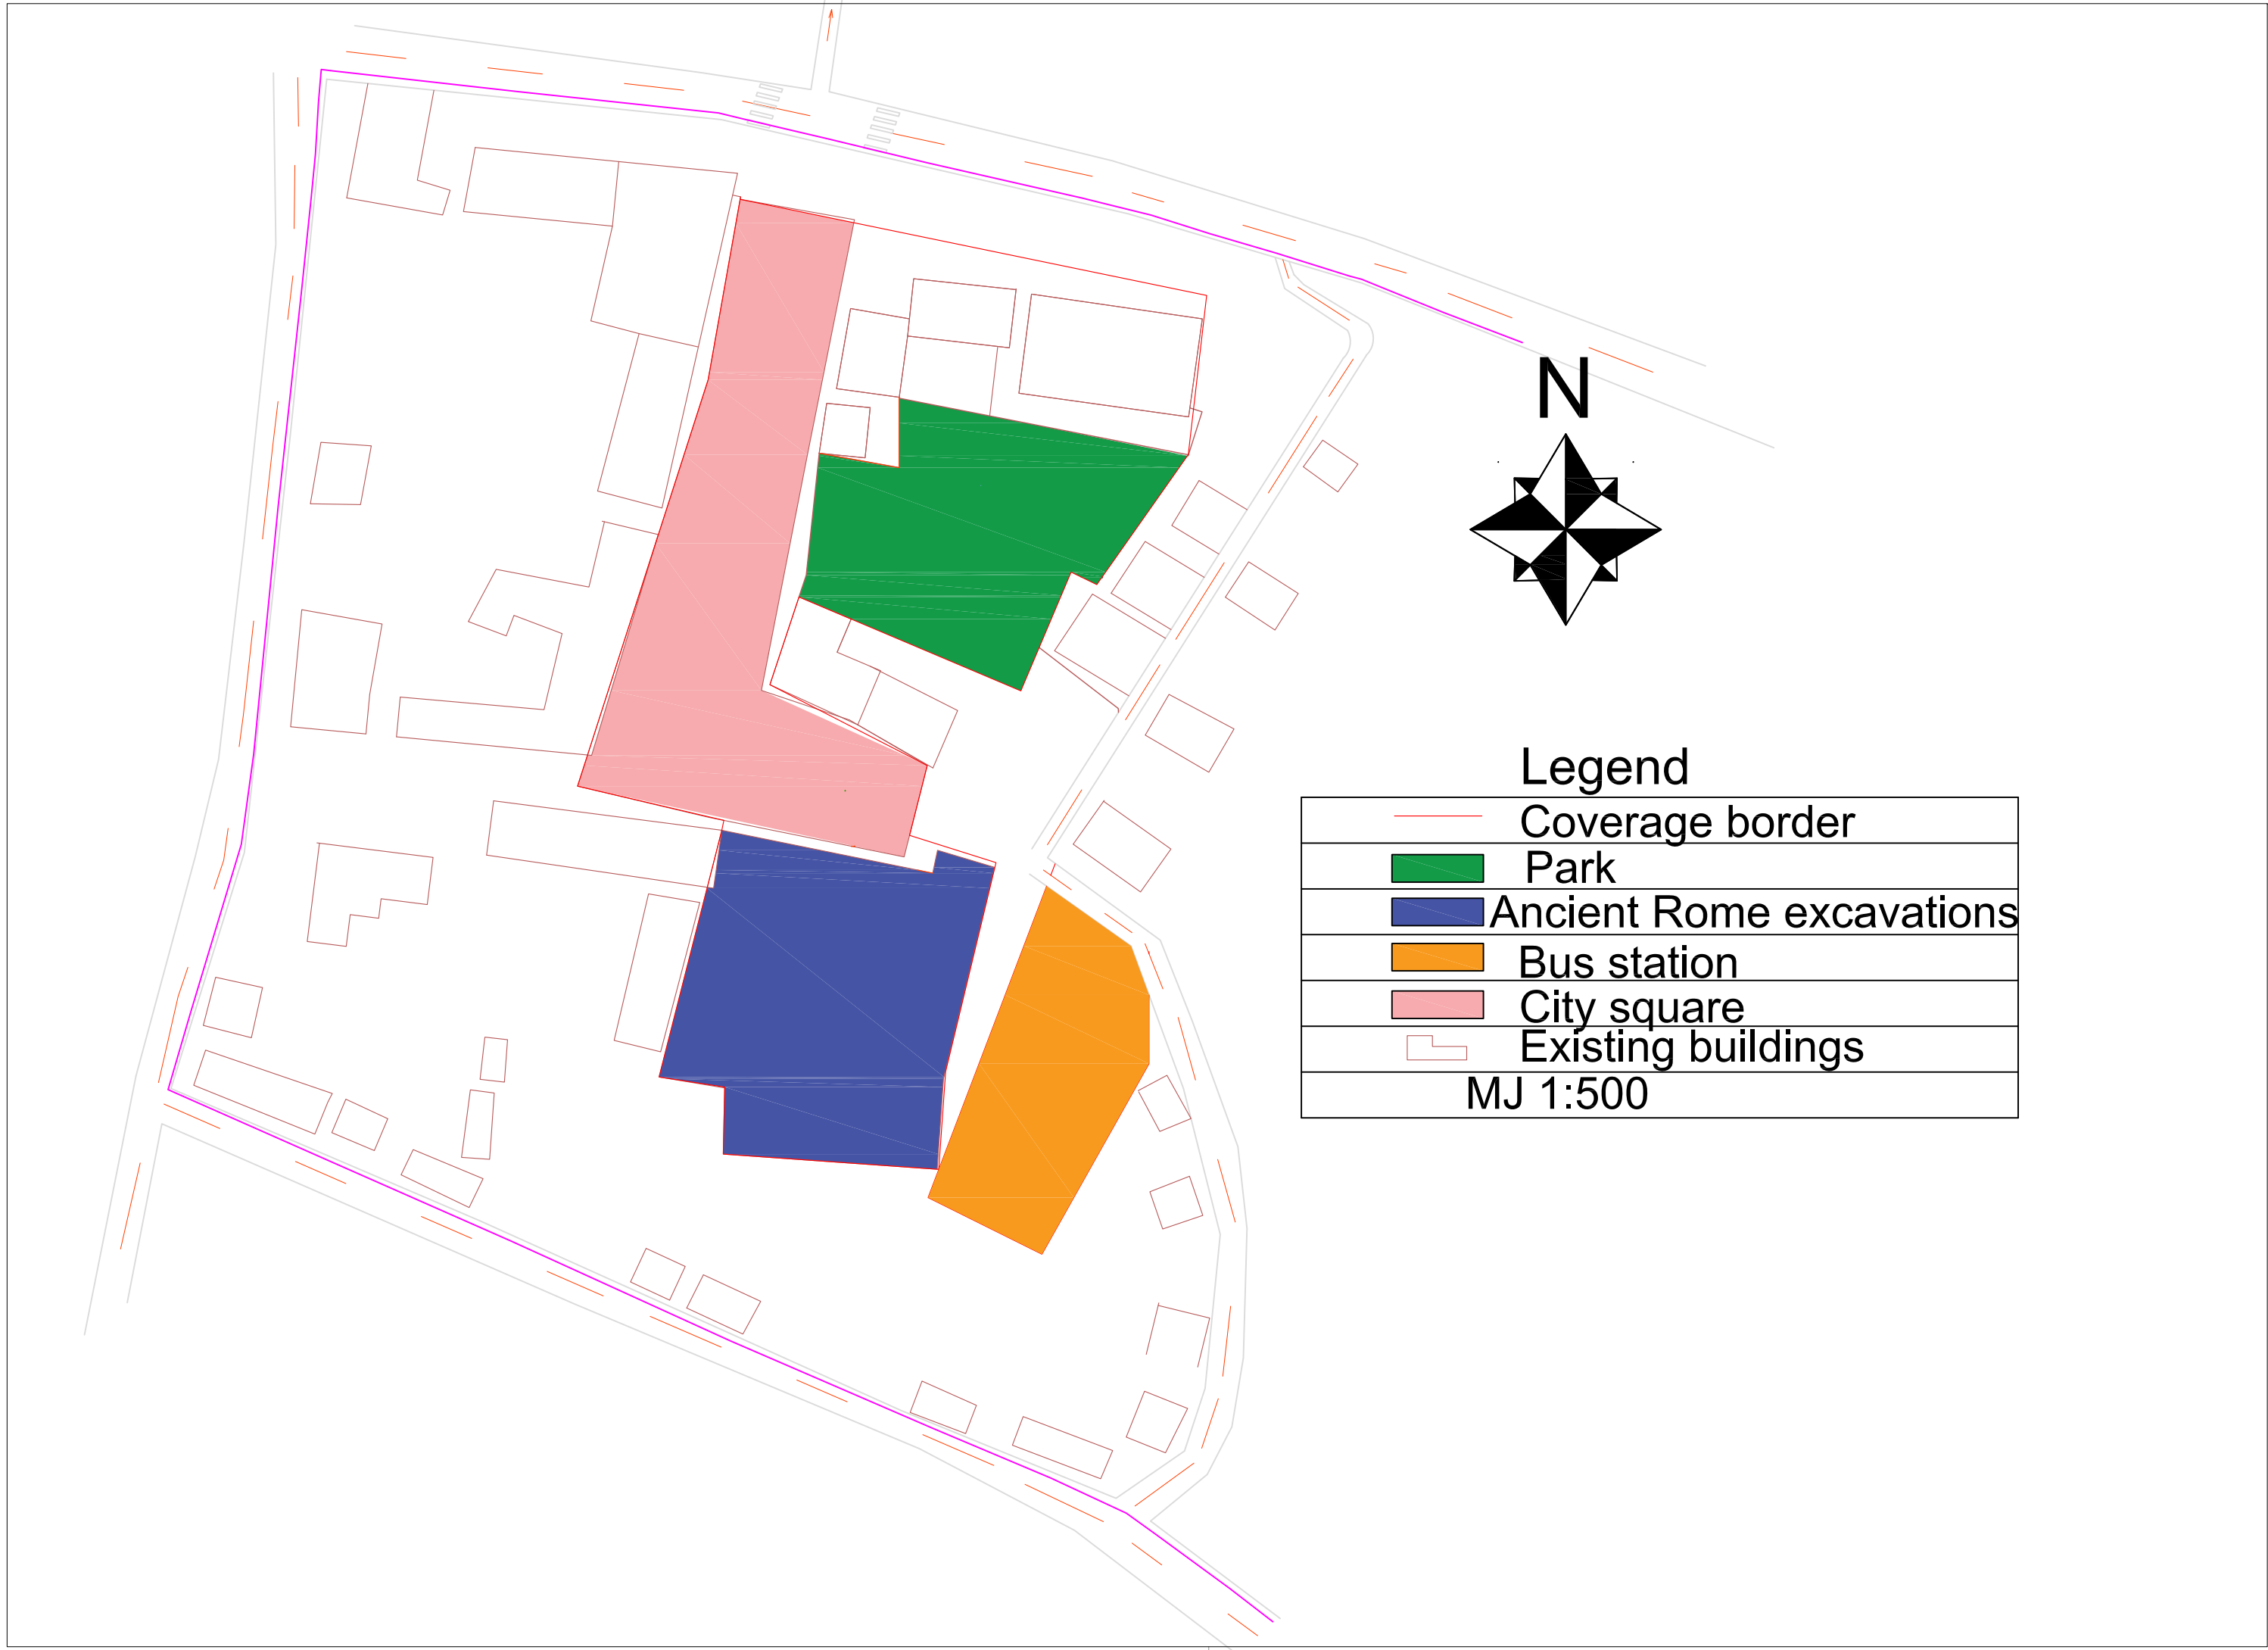 N
Legend
Coverage border
Park
Ancient Rome excavations
Bus station
City square
Existing buildings
MJ 1:500